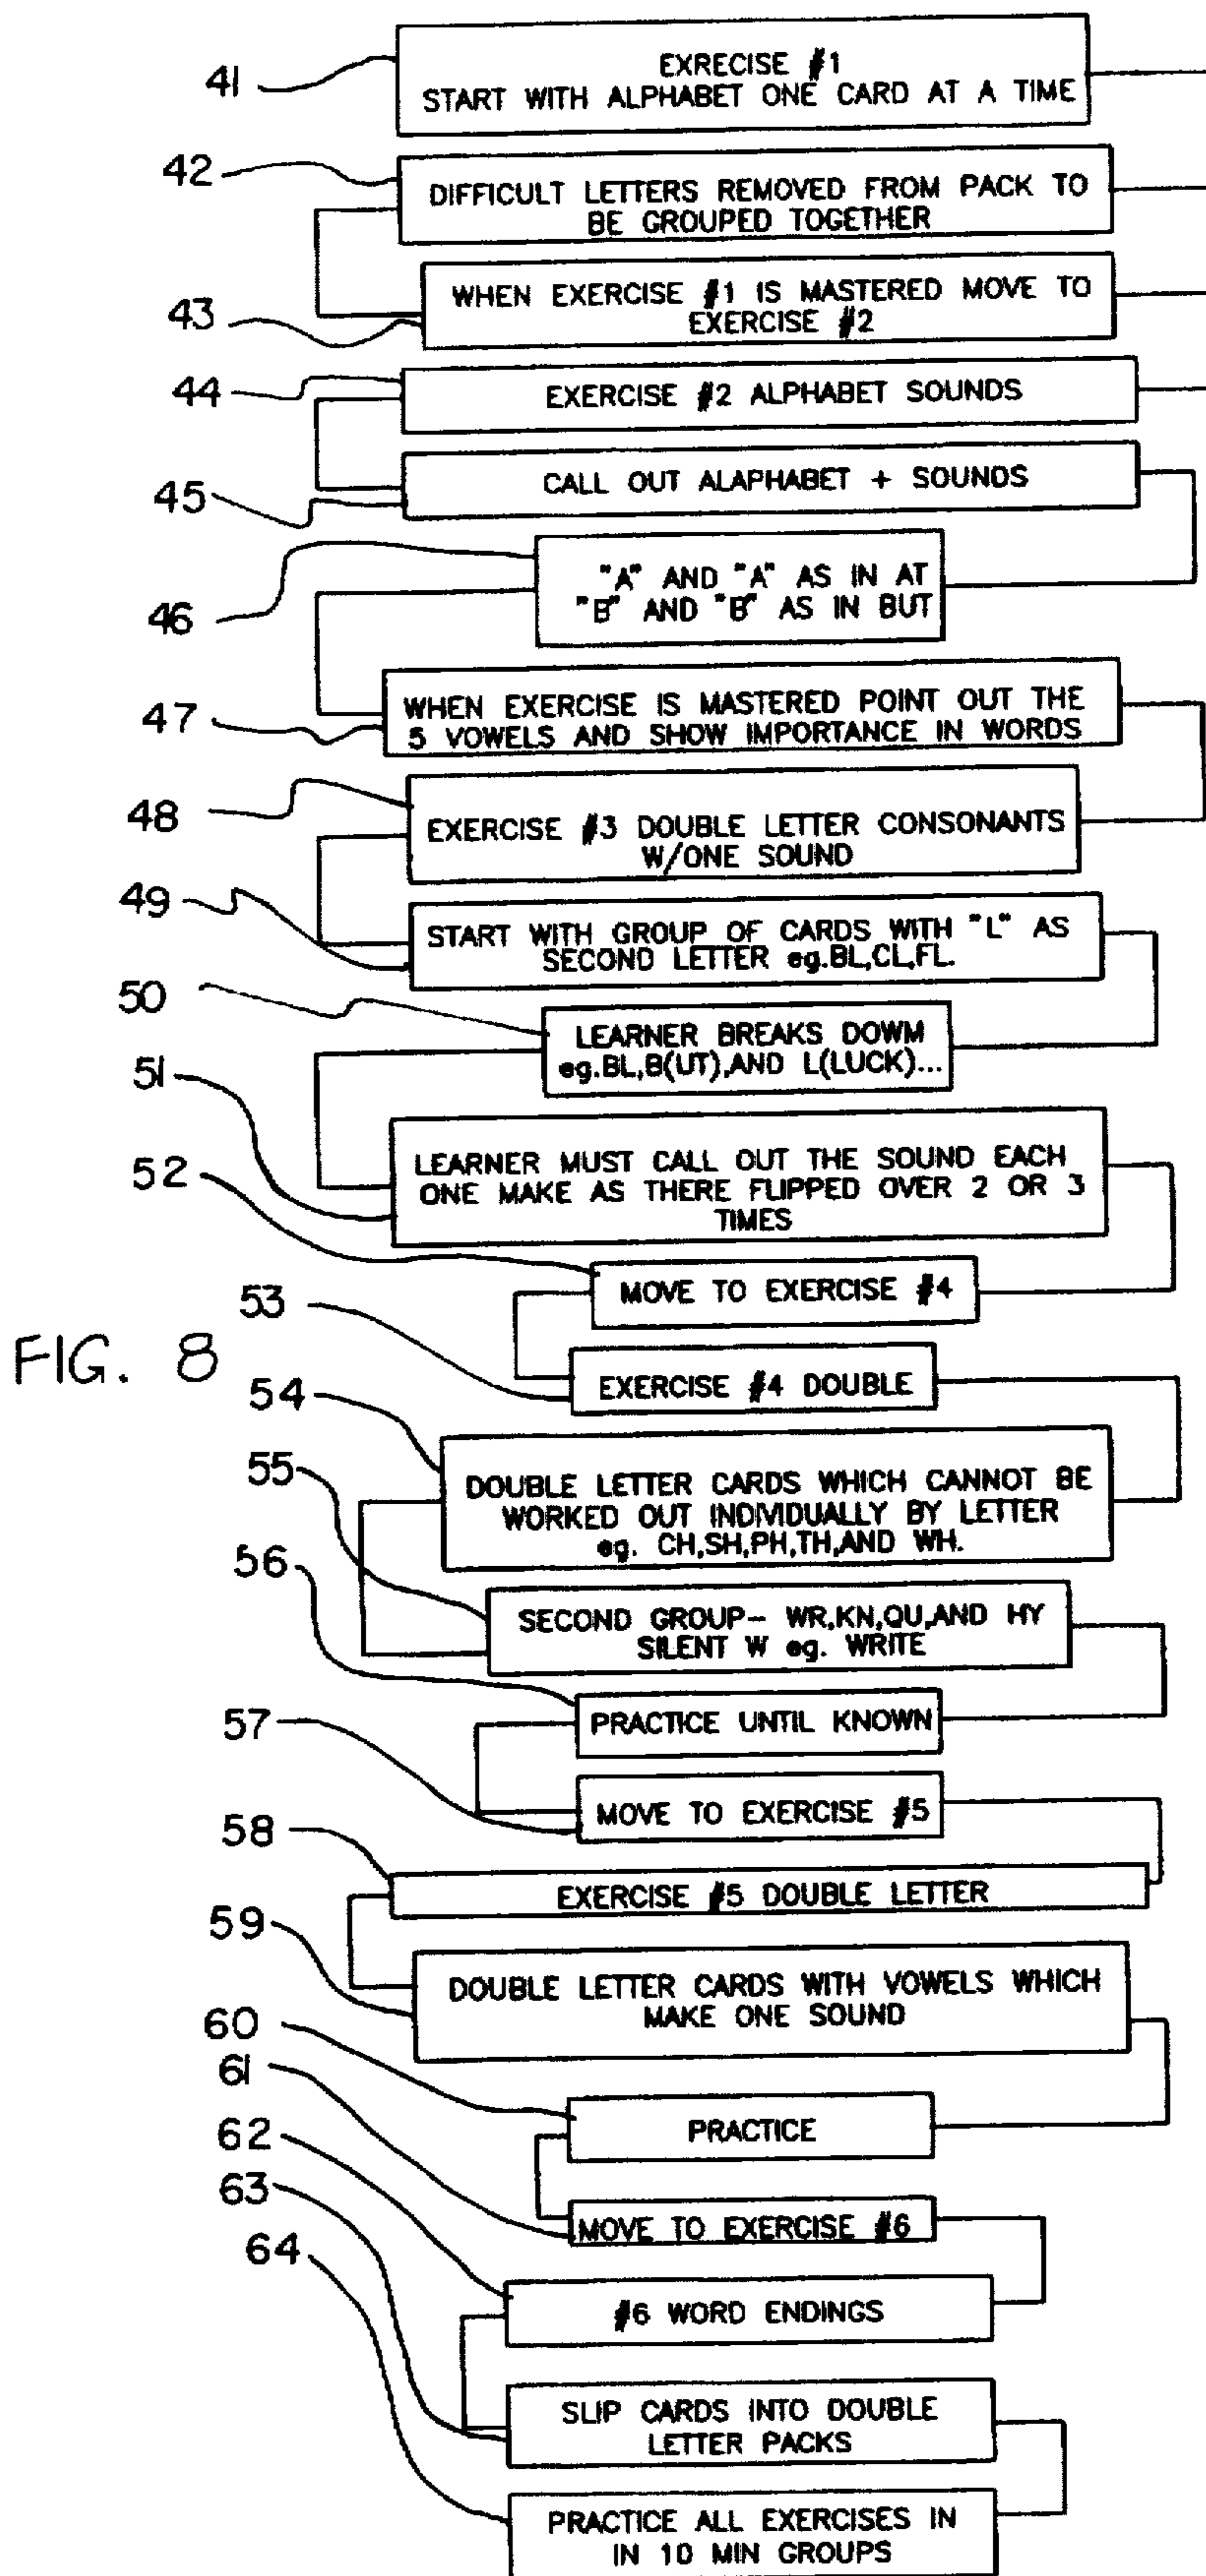 41
EXRECISE #1
START WITH ALPHABET ONE CARD AT A TIME
42
DIFFICULT LETTERS REMOVED FROM PACK TO
BE GROUPED TOGETHER
43
WHEN EXERCISE #1 IS MASTERED MOVE TO
EXERCISE #2
44
EXERCISE #2 ALPHABET SOUNDS
45
CALL OUT ALAPHABET + SOUNDS
46
"A" AND "A" AS IN AT
"B" AND "B" AS IN BUT
47
WHEN EXERCISE IS MASTERED POINT OUT THE
5 VOWELS AND SHOW IMPORTANCE IN WORDS
48
EXERCISE #3 DOUBLE LETTER CONSONANTS
W/ONE SOUND
49
START WITH GROUP OF CARDS WITH "L" AS
SECOND LETTER eg.BL,CL,FL.
50
LEARNER BREAKS DOWM
eg.BL,B(UT),AND L(LUCK)...
51
LEARNER MUST CALL OUT THE SOUND EACH
ONE MAKE AS THERE FLIPPED OVER 2 OR 3
TIMES
52
MOVE TO EXERCISE #4
53
EXERCISE #4 DOUBLE
FIG. 8
54
DOUBLE LETTER CARDS WHICH CANNOT BE
WORKED OUT INDIVIDUALLY BY LETTER
eg. CH,SH,PH,TH,AND WH.
55
SECOND GROUP- WR,KN,QU,AND HY
SILENT W eg. WRITE
56
PRACTICE UNTIL KNOWN
57
MOVE TO EXERCISE #5
58
EXERCISE #5 DOUBLE LETTER
59
DOUBLE LETTER CARDS WITH VOWELS WHICH
MAKE ONE SOUND
60
PRACTICE
61
MOVE TO EXERCISE #6
62
#6 WORD ENDINGS
63
SLIP CARDS INTO DOUBLE
LETTER PACKS
64
PRACTICE ALL EXERCISES IN
IN 10 MIN GROUPS